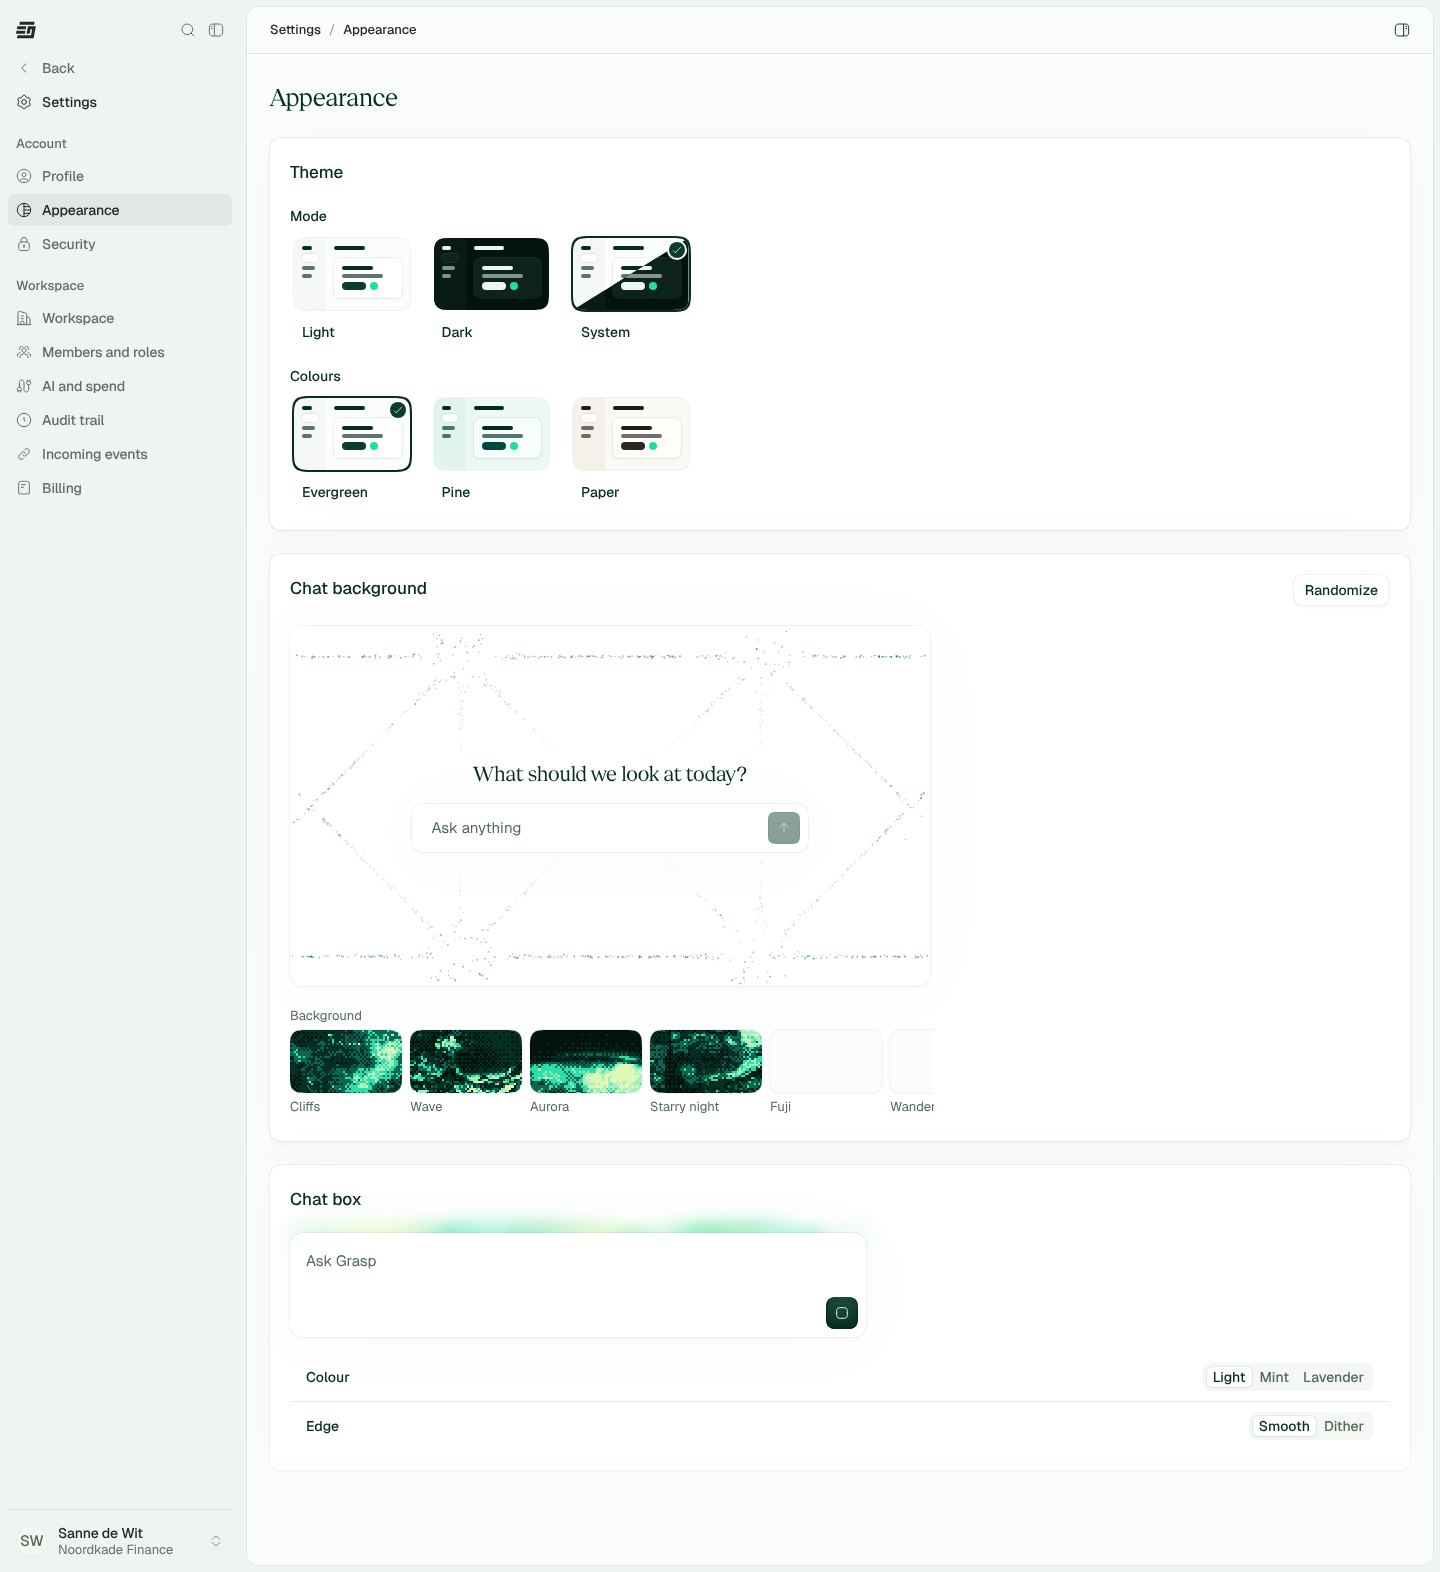 Settings / Appearance
Back
Settings
Account
Profile
Appearance
Security
Workspace
Workspace
Members and roles
AI and spend
Audit trail
Incoming events
Billing
Sanne de Wit
SW
Noordkade Finance
Appearance
Theme
Mode
Light Dark System
Colours
Evergreen Pine Paper
Chat background
Randomize
What should we look at today?
Ask anything
Background
Cliffs Wave Aurora Starry night Fuji Wander
Chat box
Ask Grasp
Colour Light Mint Lavender
Edge Smooth Dither